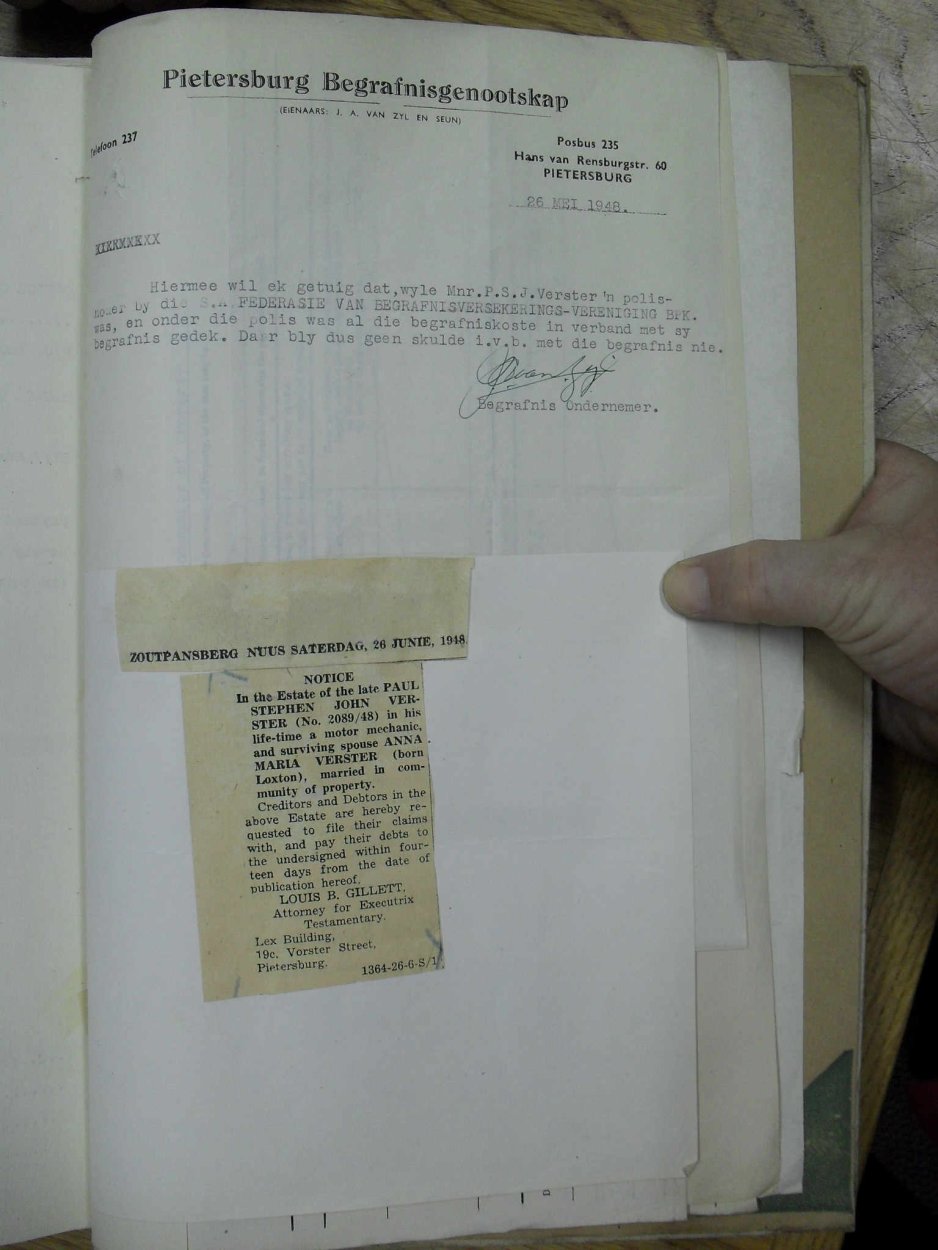 Pietersburg Begrafnisgenootskap
(EIENAARS: J. A. VAN ZYL EN SEUN)
Telefoon 237
Posbus 235
Hans van Rensburgstr. 60
PIETERSBURG
26 MEI 1948.
Hiermee wil ek getuig dat,wyle Mnr.P.S.J.Verster 'n polis-
houer by die S.A. FEDERASIE VAN BEGRAFNISVERSEKERINGS-VERENIGING BPK.
was, en onder die polis was al die begrafniskoste in verband met sy
begrafnis gedek. Daar bly dus geen skulde i.v.b. met die begrafnis nie.
Begrafnis Ondernemer.
ZOUTPANSBERG NUUS SATERDAG, 26 JUNIE, 1948
NOTICE
In the Estate of the late PAUL
STEPHEN JOHN VER-
STER (No. 2089/48) in his
life-time a motor mechanic,
and surviving spouse ANNA
MARIA VERSTER (born
Loxton), married in com-
munity of property.
Creditors and Debtors in the
above Estate are hereby re-
quested to file their claims
with, and pay their debts to
the undersigned within four-
teen days from the date of
publication hereof.
LOUIS B. GILLETT,
Attorney for Executrix
Testamentary.
Lex Building,
19c, Vorster Street,
Pietersburg.
1364-26-6-S/1